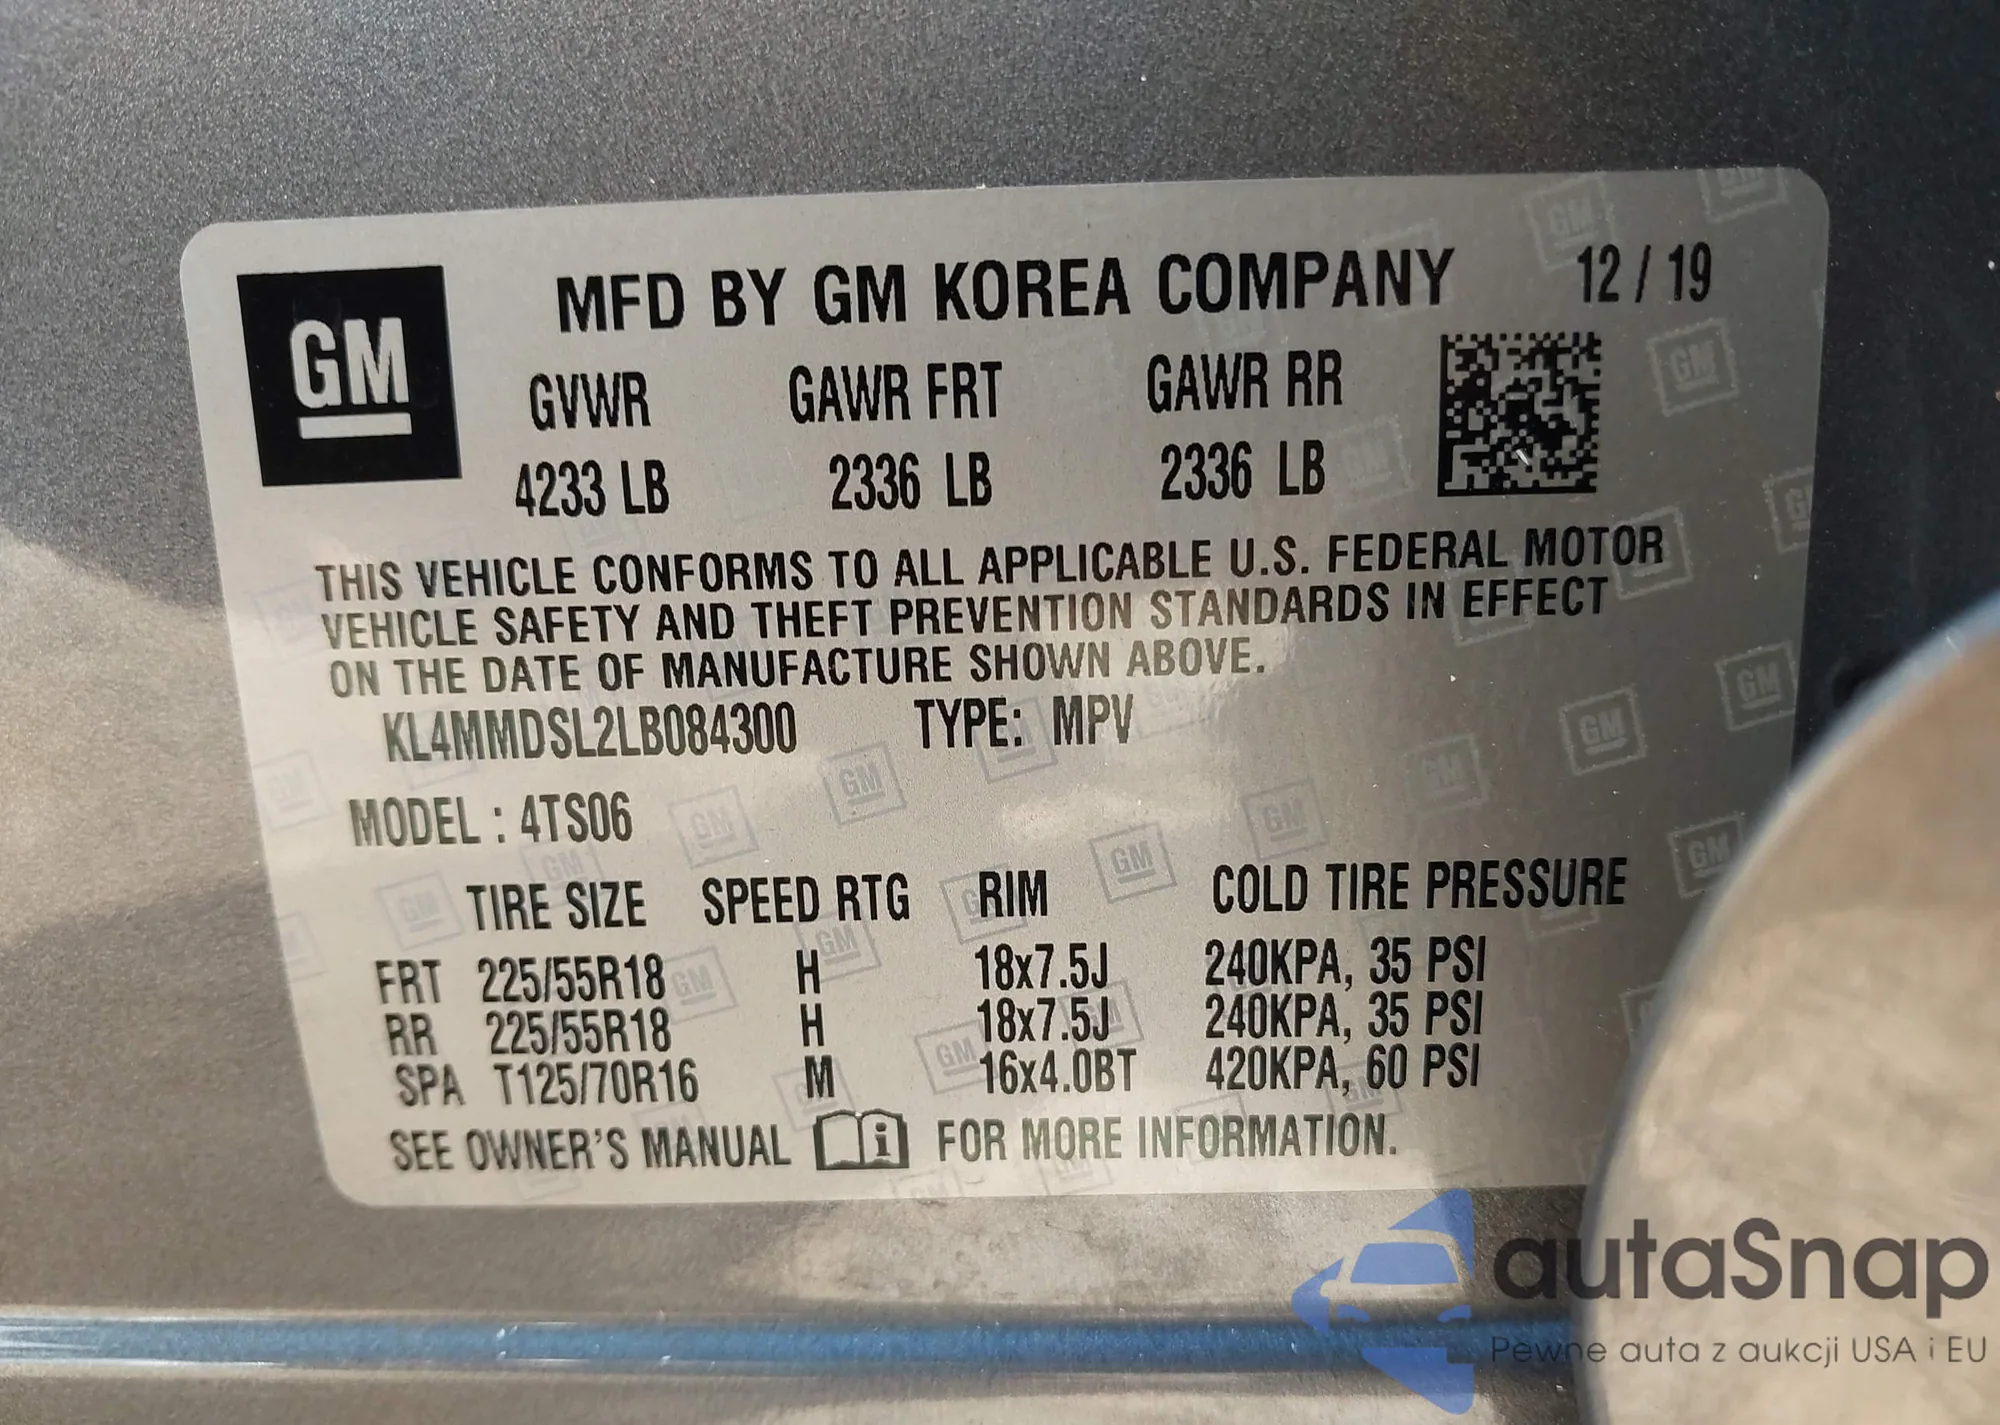 GM
MFD BY GM KOREA COMPANY 12 / 19
GVWR GAWR FRT GAWR RR
4233 LB 2336 LB 2336 LB
THIS VEHICLE CONFORMS TO ALL APPLICABLE U.S. FEDERAL MOTOR
VEHICLE SAFETY AND THEFT PREVENTION STANDARDS IN EFFECT
ON THE DATE OF MANUFACTURE SHOWN ABOVE.
KL4MMDSL2LB084300 TYPE: MPV
MODEL : 4TS06
TIRE SIZE SPEED RTG RIM COLD TIRE PRESSURE
FRT 225/55R18 H 18x7.5J 240KPA, 35 PSI
RR 225/55R18 H 18x7.5J 240KPA, 35 PSI
SPA T125/70R16 M 16x4.0BT 420KPA, 60 PSI
SEE OWNER'S MANUAL i FOR MORE INFORMATION.
autaSnap
Pewne auta z aukcji USA i EU